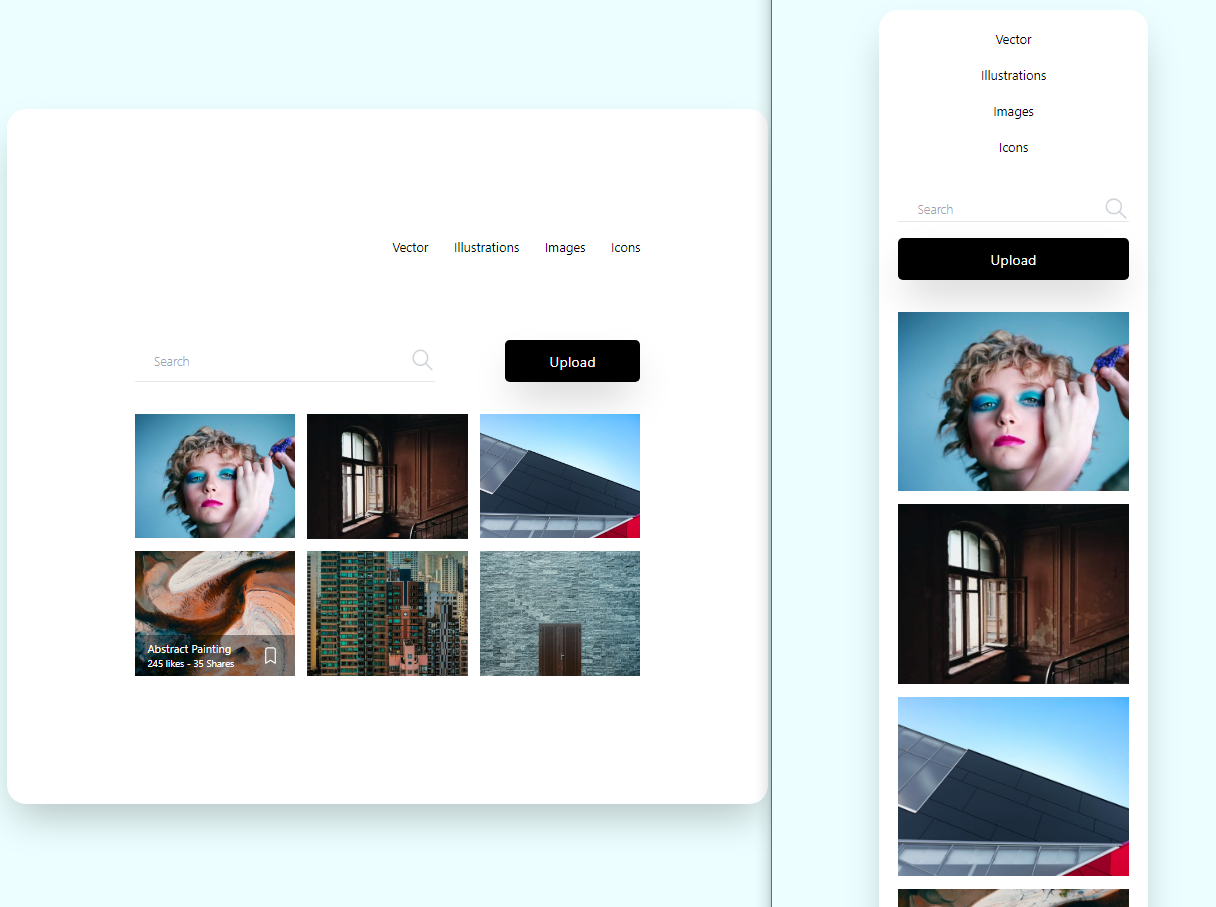 Vector Illustrations Images Icons
Search
Upload
Abstract Painting
245 likes - 35 Shares
Vector
Illustrations
Images
Icons
Search
Upload